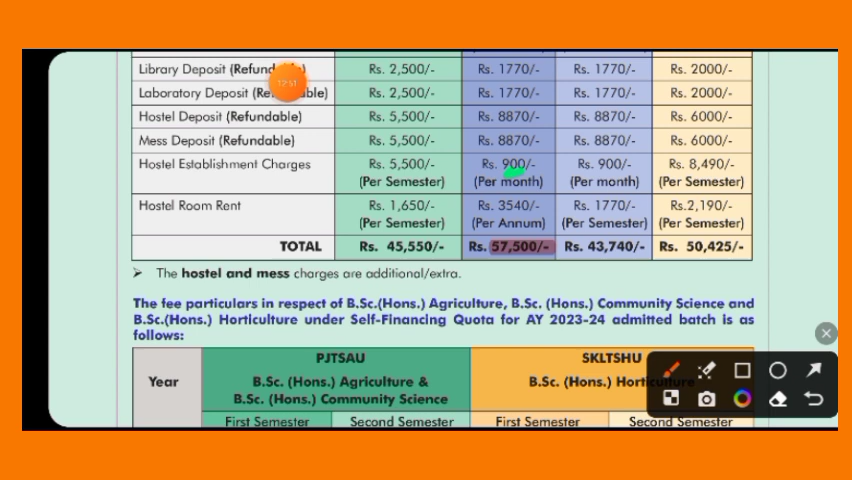 Library Deposit (Refundable) Rs. 2,500/- Rs. 1770/- Rs. 1770/- Rs. 2000/-
12:51
Laboratory Deposit (Refundable) Rs. 2,500/- Rs. 1770/- Rs. 1770/- Rs. 2000/-
Hostel Deposit (Refundable) Rs. 5,500/- Rs. 8870/- Rs. 8870/- Rs. 6000/-
Mess Deposit (Refundable) Rs. 5,500/- Rs. 8870/- Rs. 8870/- Rs. 6000/-
Hostel Establishment Charges Rs. 5,500/- Rs. 900/- Rs. 900/- Rs. 8,490/-
(Per Semester) (Per month) (Per month) (Per Semester)
Hostel Room Rent Rs. 1,650/- Rs. 3540/- Rs. 1770/- Rs.2,190/-
(Per Semester) (Per Annum) (Per Semester) (Per Semester)
TOTAL Rs. 45,550/- Rs. 57,500/- Rs. 43,740/- Rs. 50,425/-
➢ The hostel and mess charges are additional/extra.
The fee particulars in respect of B.Sc.(Hons.) Agriculture, B.Sc. (Hons.) Community Science and
B.Sc.(Hons.) Horticulture under Self-Financing Quota for AY 2023-24 admitted batch is as
follows:
PJTSAU SKLTSHU
Year B.Sc. (Hons.) Agriculture & B.Sc. (Hons.) Horticulture
B.Sc. (Hons.) Community Science
First Semester Second Semester First Semester Second Semester